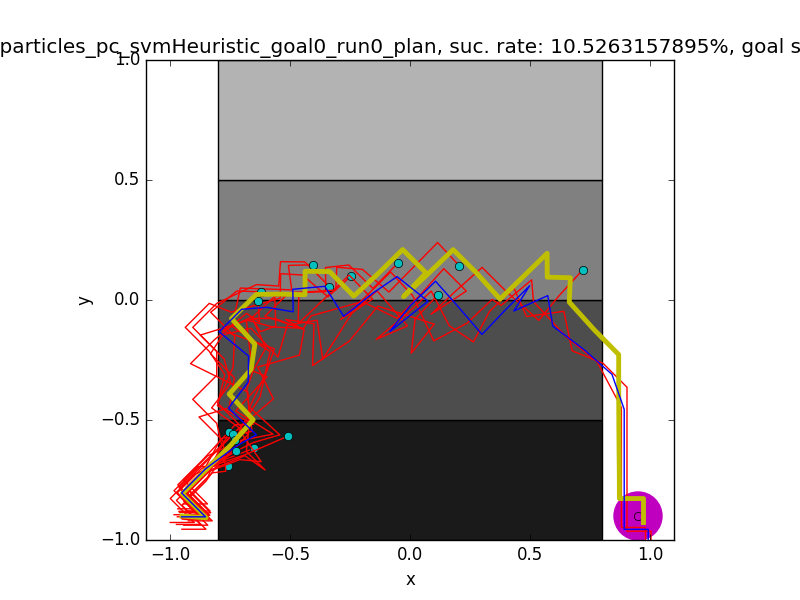 particles_pc_svmHeuristic_goal0_run0_plan, suc. rate: 10.5263157895%, goal s
1.0
0.5
0.0
−0.5
−1.0
y
−1.0 −0.5 0.0 0.5 1.0
x